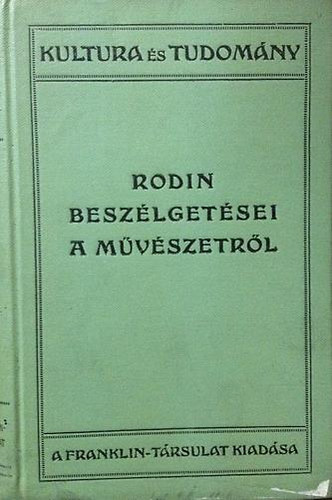 KULTURA ÉS TUDOMÁNY
RODIN
BESZÉLGETÉSEI
A MŰVÉSZETRŐL
A FRANKLIN-TÁRSULAT KIADÁSA